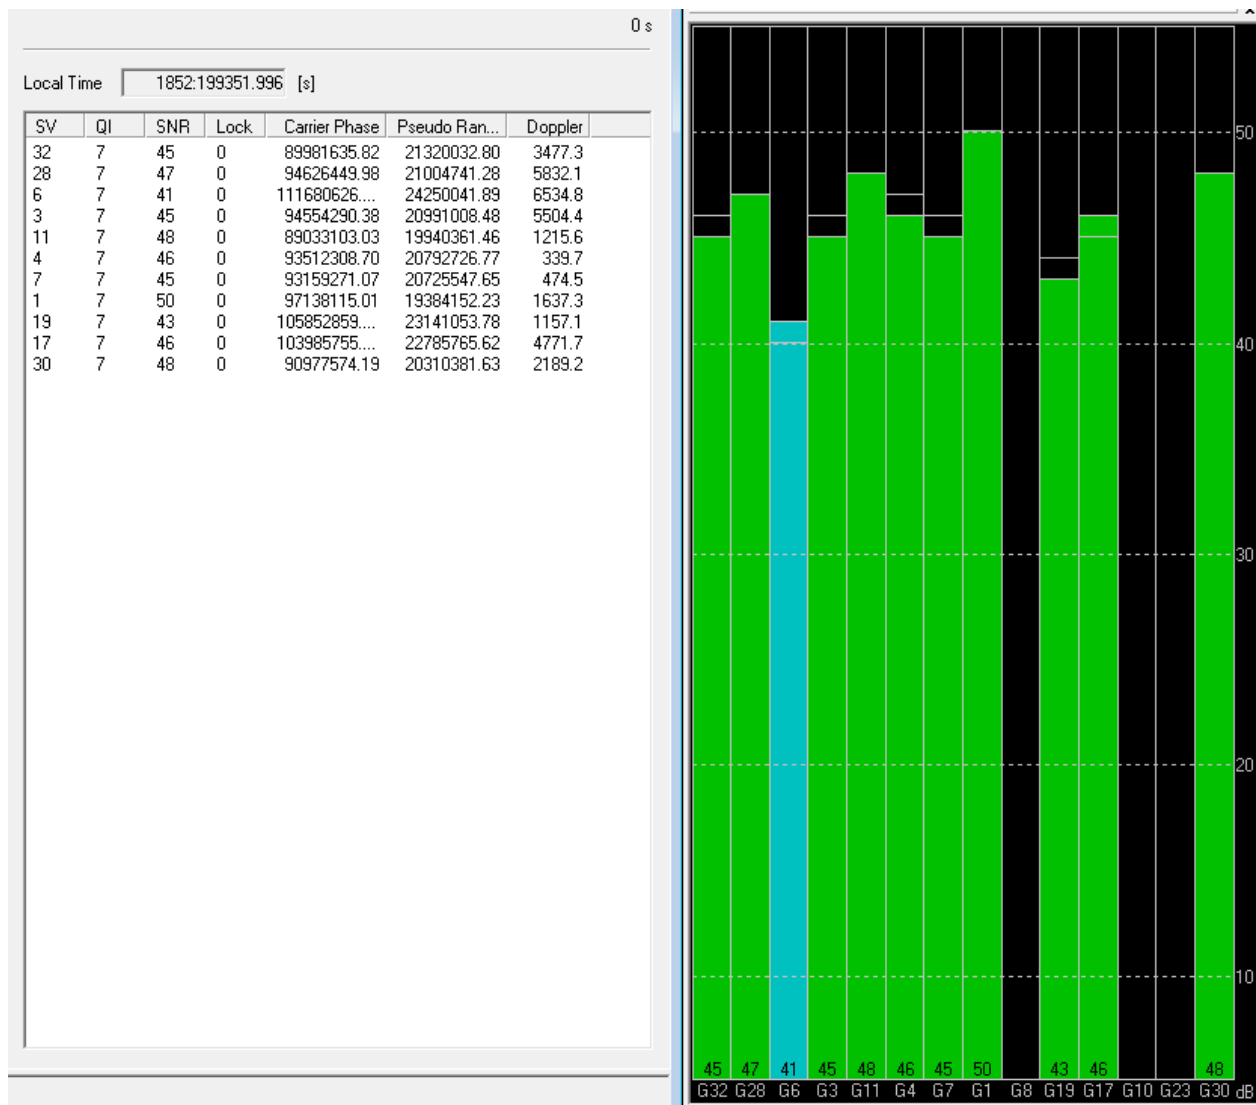 0 s
Local Time 1852:199351.996 [s]
SV QI SNR Lock Carrier Phase Pseudo Ran... Doppler
32 7 45 0 89981635.82 21320032.80 3477.3
28 7 47 0 94626449.98 21004741.28 5832.1
6 7 41 0 111680626.... 24250041.89 6534.8
3 7 45 0 94554290.38 20991008.48 5504.4
11 7 48 0 89033103.03 19940361.46 1215.6
4 7 46 0 93512308.70 20792726.77 339.7
7 7 45 0 93159271.07 20725547.65 474.5
1 7 50 0 97138115.01 19384152.23 1637.3
19 7 43 0 105852859.... 23141053.78 1157.1
17 7 46 0 103985755.... 22785765.62 4771.7
30 7 48 0 90977574.19 20310381.63 2189.2
50
40
30
20
10
45 47 41 45 48 46 45 50 43 46 48
G32 G28 G6 G3 G11 G4 G7 G1 G8 G19 G17 G10 G23 G30 dB